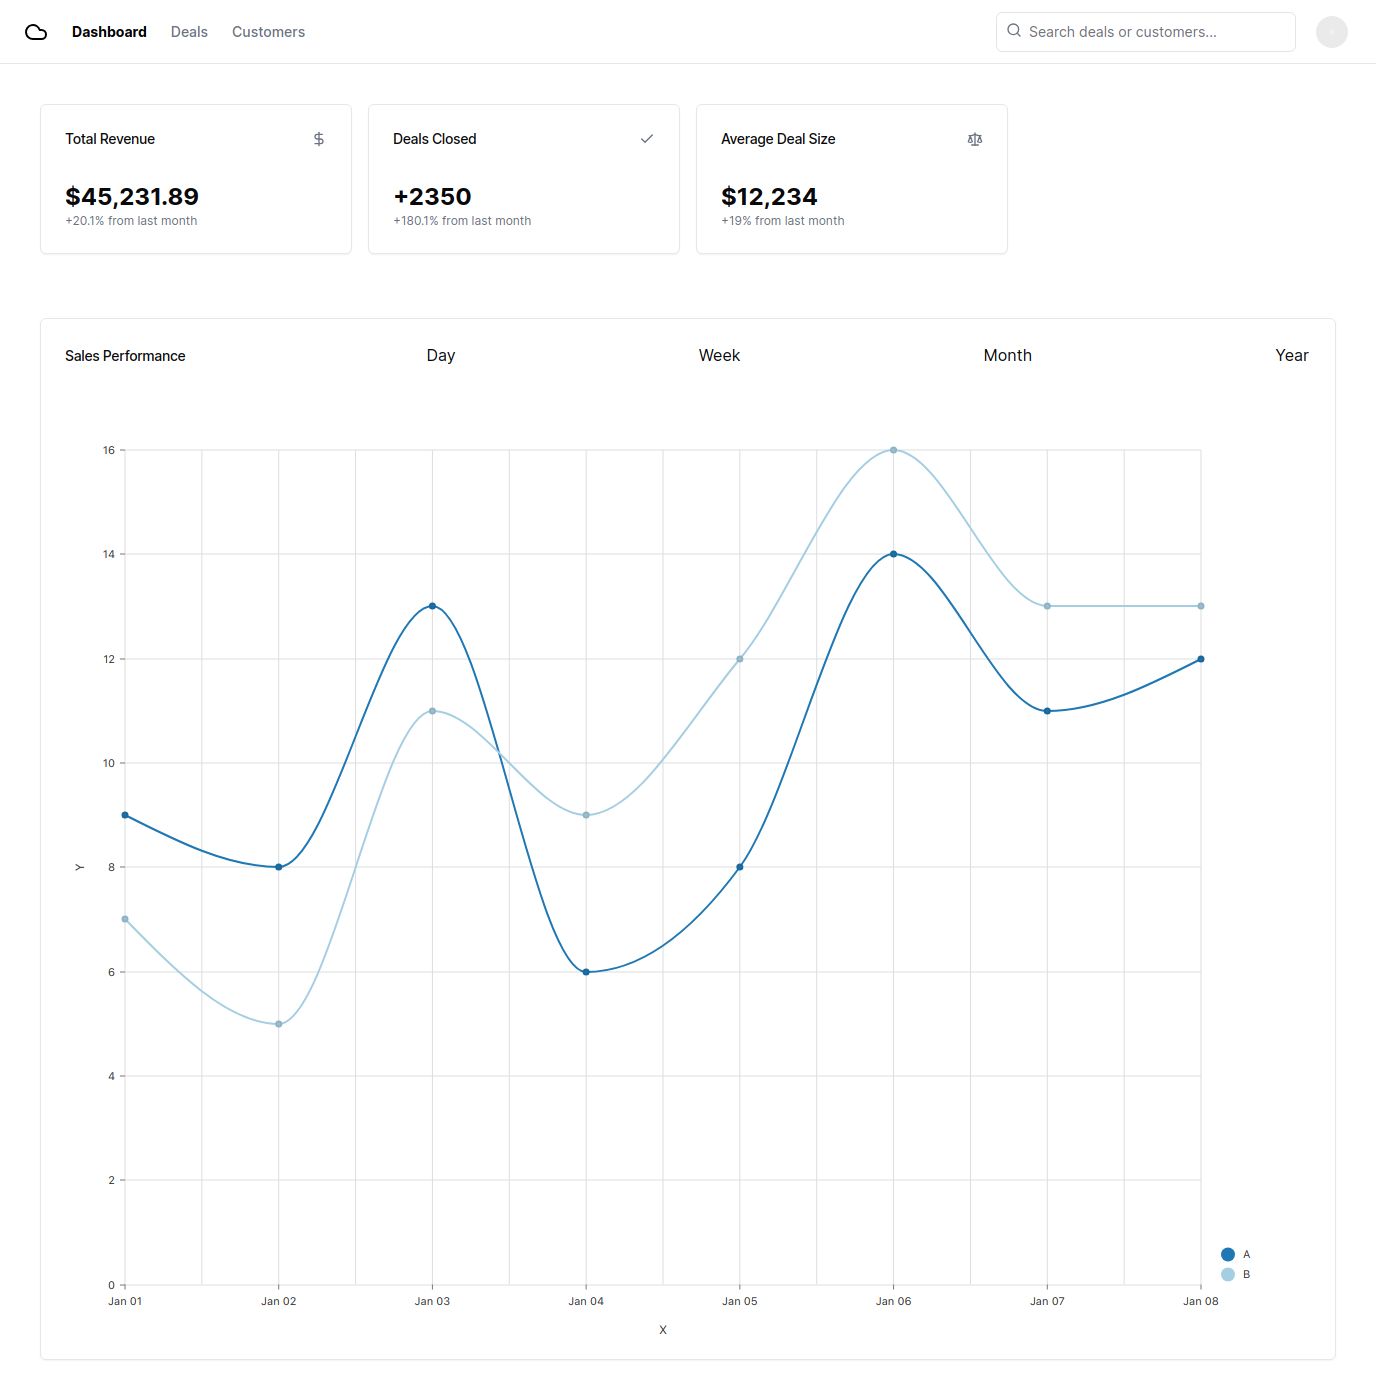 Dashboard Deals Customers Search deals or customers...
Total Revenue $
$45,231.89
+20.1% from last month
Deals Closed
+2350
+180.1% from last month
Average Deal Size
$12,234
+19% from last month
Sales Performance Day Week Month Year
16
14
12
10
8
6
4
2
0
Y
Jan 01 Jan 02 Jan 03 Jan 04 Jan 05 Jan 06 Jan 07 Jan 08
X
A
B